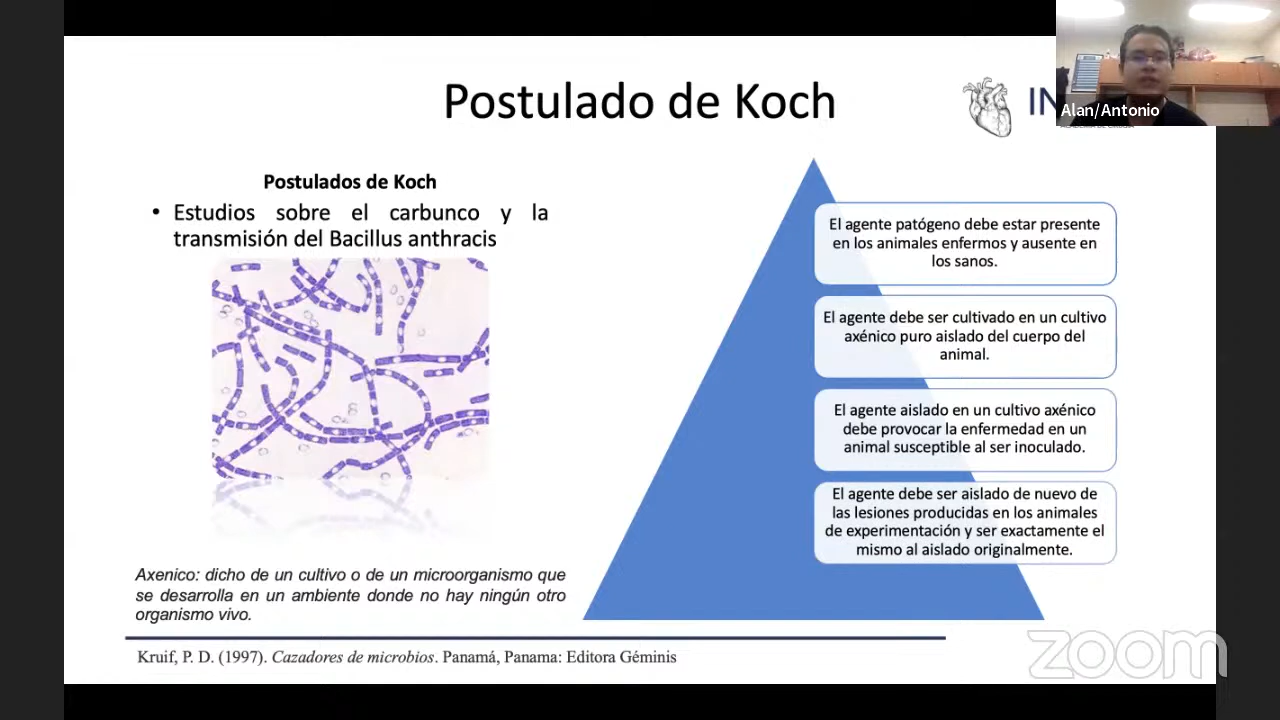 Postulado de Koch
IN
Alan/Antonio
Postulados de Koch
• Estudios sobre el carbunco y la
transmisión del Bacillus anthracis
El agente patógeno debe estar presente
en los animales enfermos y ausente en
los sanos.
El agente debe ser cultivado en un cultivo
axénico puro aislado del cuerpo del
animal.
El agente aislado en un cultivo axénico
debe provocar la enfermedad en un
animal susceptible al ser inoculado.
El agente debe ser aislado de nuevo de
las lesiones producidas en los animales
de experimentación y ser exactamente el
mismo al aislado originalmente.
Axenico: dicho de un cultivo o de un microorganismo que
se desarrolla en un ambiente donde no hay ningún otro
organismo vivo.
Kruif, P. D. (1997). Cazadores de microbios. Panamá, Panama: Editora Géminis
zoom